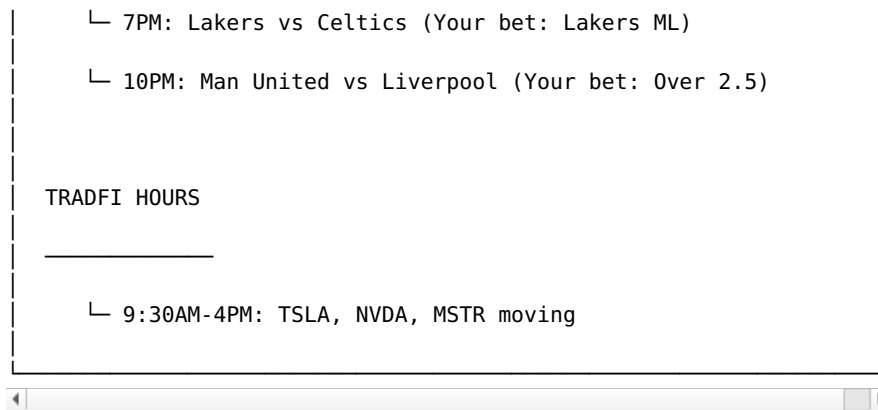 └─ 7PM: Lakers vs Celtics (Your bet: Lakers ML)
└─ 10PM: Man United vs Liverpool (Your bet: Over 2.5)
TRADFI HOURS
└─ 9:30AM-4PM: TSLA, NVDA, MSTR moving